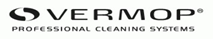 VERMOP®
PROFESSIONAL CLEANING SYSTEMS